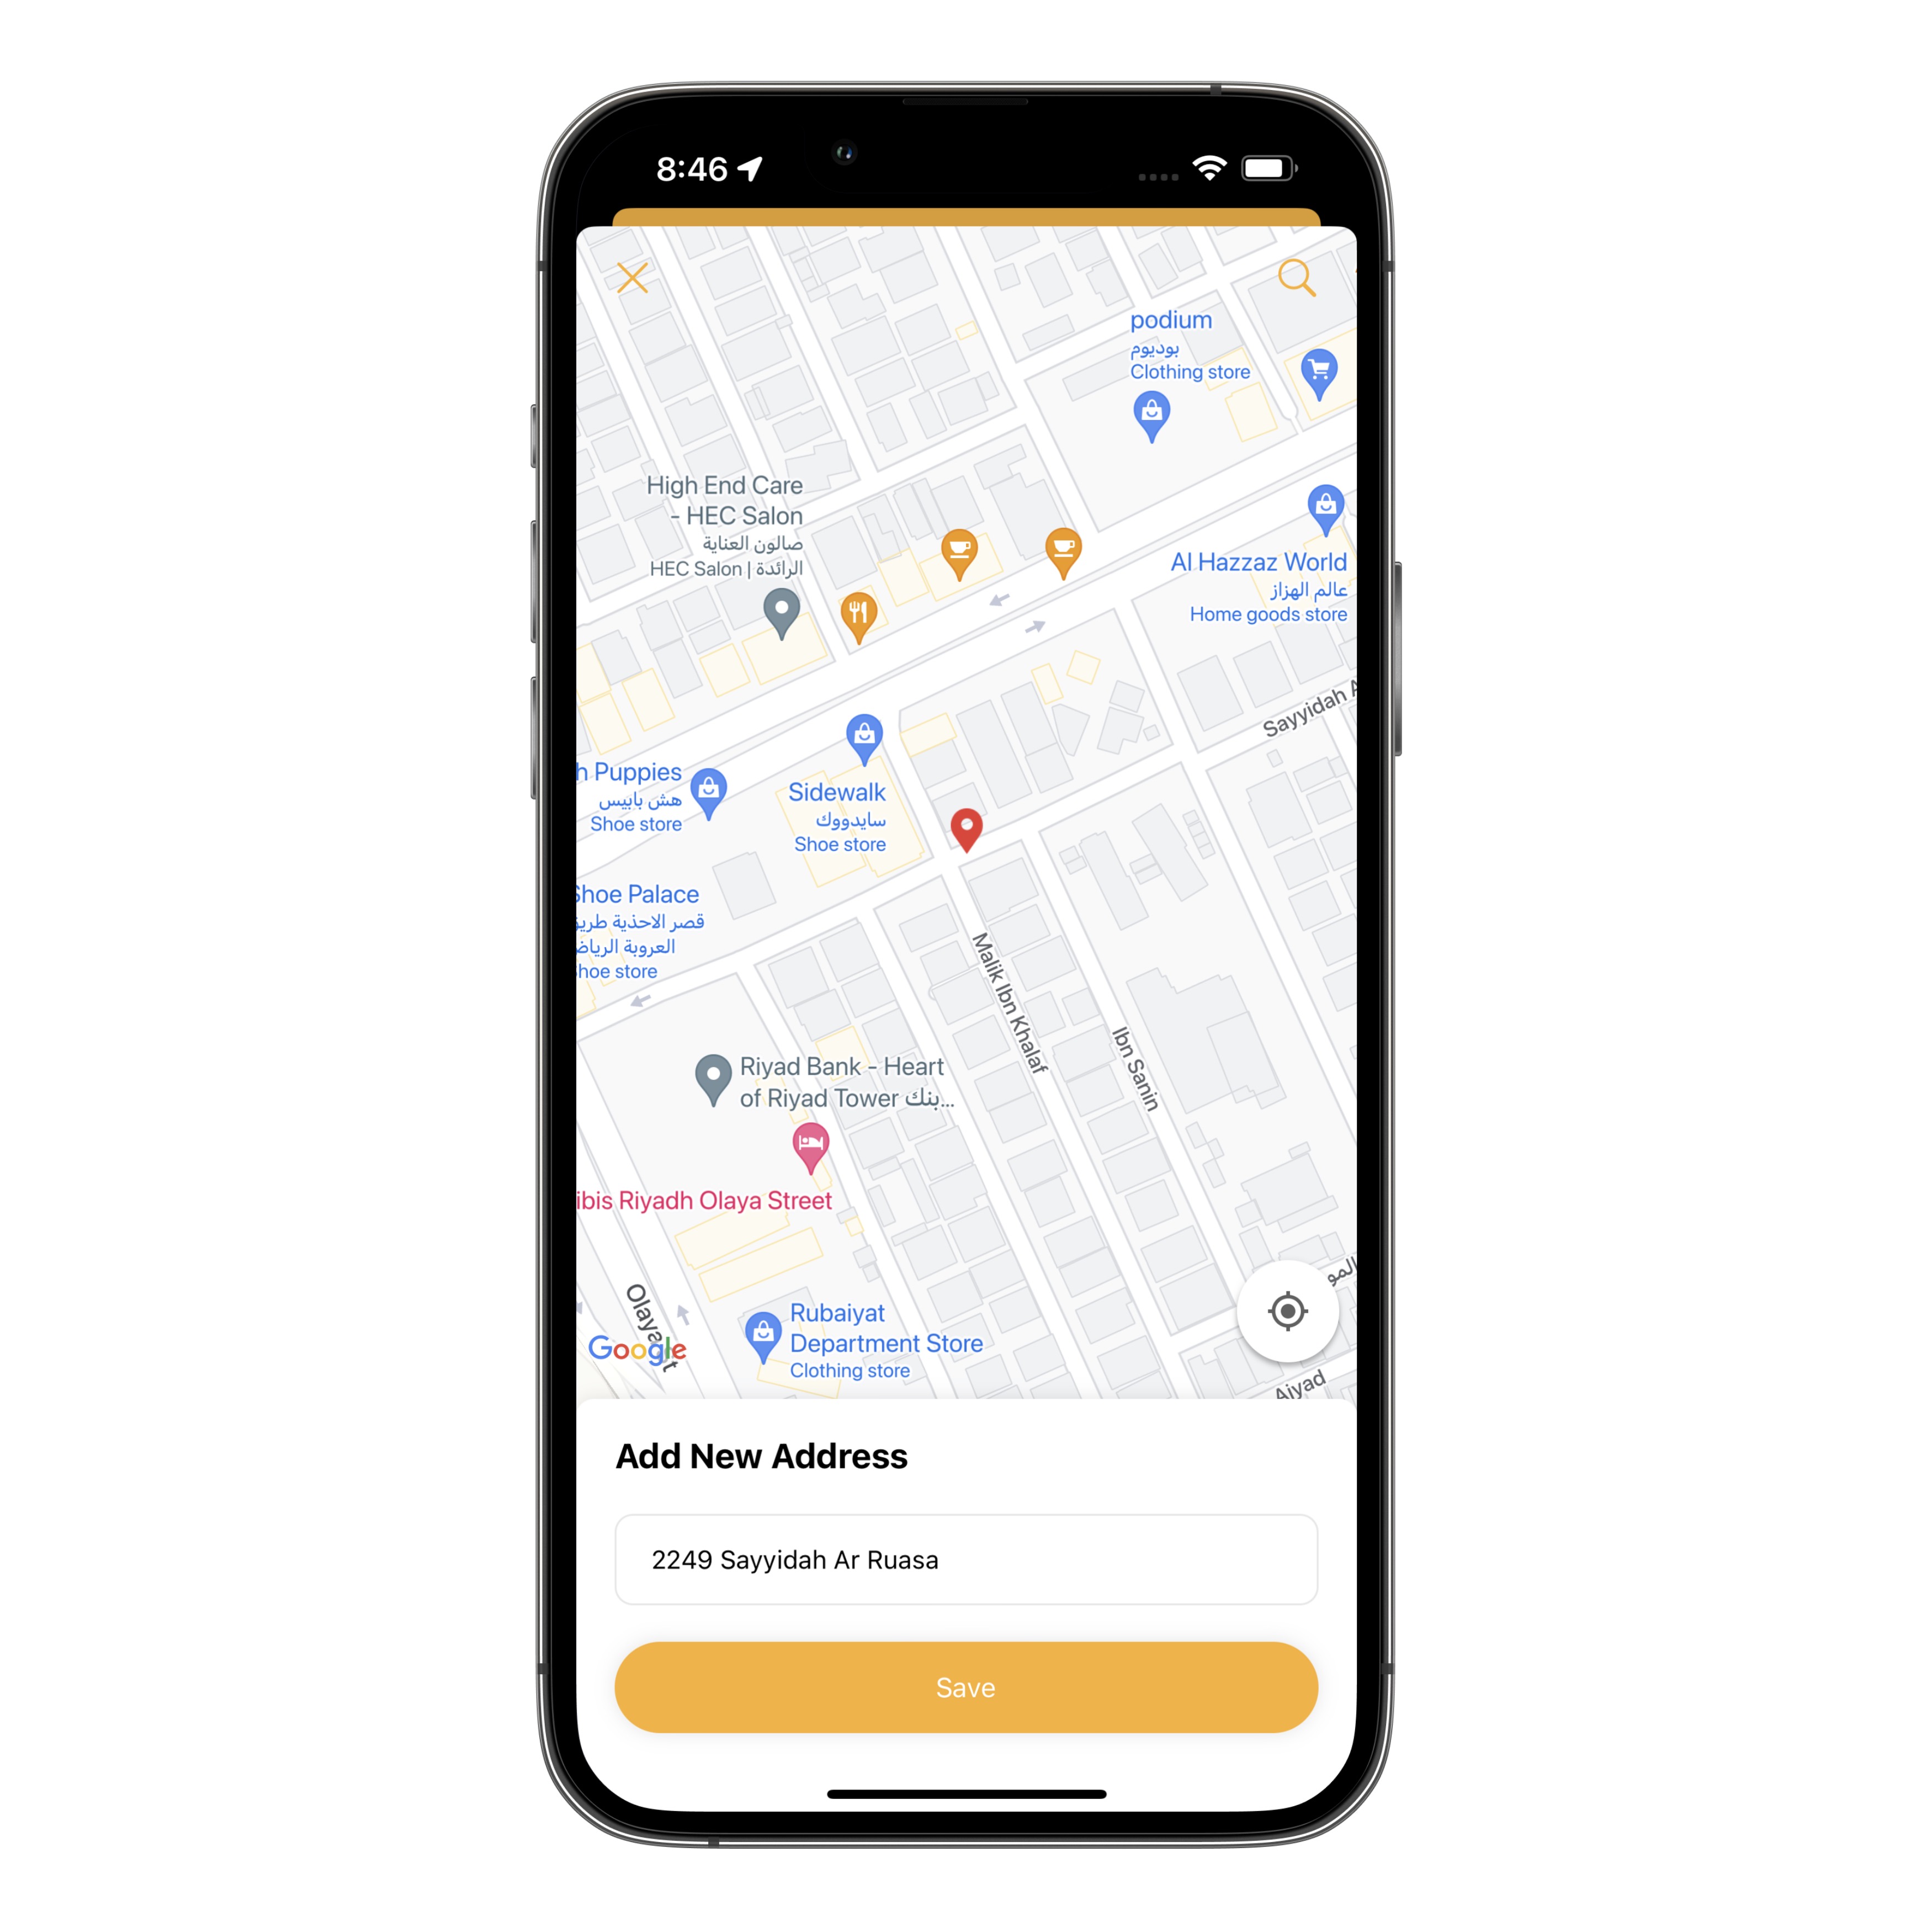 8:46
podium
بوديوم
Clothing store
High End Care
- HEC Salon
صالون العناية
الرائدة | HEC Salon
Al Hazzaz World
عالم الهزاز
Home goods store
Sayyidah A
h Puppies
هش بابيس
Shoe store
Sidewalk
سايدووك
Shoe store
Shoe Palace
قصر الاحذية طريق
العروبة الرياض
Shoe store
Malik Ibn Khalaf
Ibn Sanin
Riyad Bank - Heart
of Riyad Tower بنك...
ibis Riyadh Olaya Street
المو
Olaya
Google
Rubaiyat
Department Store
Clothing store
Aiyad
Add New Address
2249 Sayyidah Ar Ruasa
Save